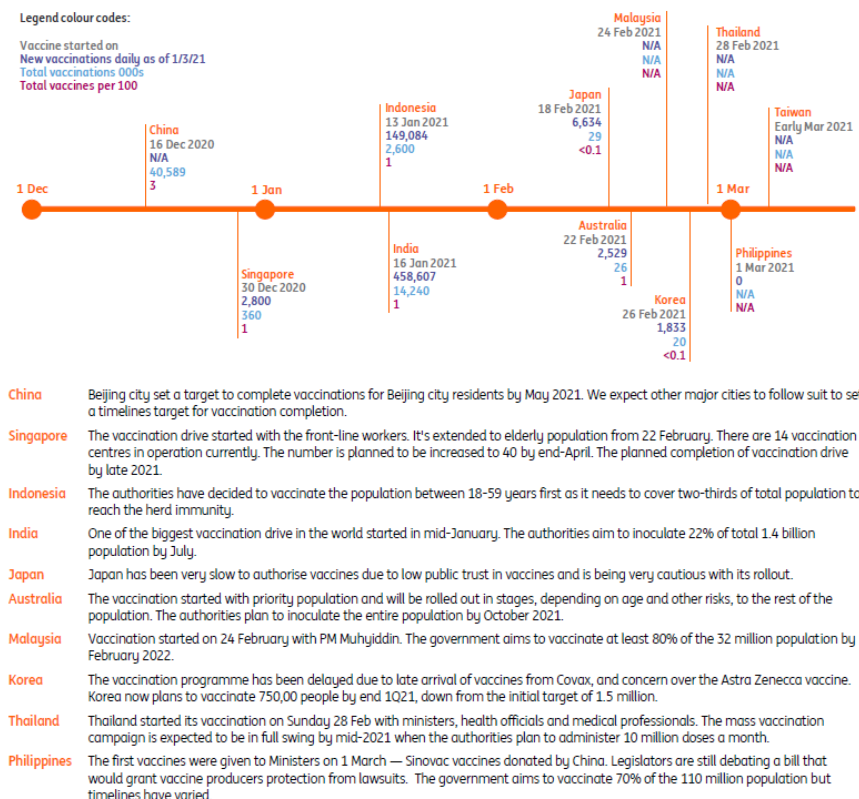 Legend colour codes:
Vaccine started on
New vaccinations daily as of 1/3/21
Total vaccinations 000s
Total vaccines per 100
China
16 Dec 2020
N/A
40,589
3
Indonesia
13 Jan 2021
149,084
2,600
1
Japan
18 Feb 2021
6,634
29
<0.1
Malaysia
24 Feb 2021
N/A
N/A
N/A
Thailand
28 Feb 2021
N/A
N/A
N/A
Taiwan
Early Mar 2021
N/A
N/A
N/A
1 Dec
1 Jan
1 Feb
1 Mar
Singapore
30 Dec 2020
2,800
360
1
India
16 Jan 2021
458,607
14,240
1
Australia
22 Feb 2021
2,529
26
1
Korea
26 Feb 2021
1,833
20
<0.1
Philippines
1 Mar 2021
0
N/A
N/A
China Beijing city set a target to complete vaccinations for Beijing city residents by May 2021. We expect other major cities to follow suit to set
a timelines target for vaccination completion.
Singapore The vaccination drive started with the front-line workers. It's extended to elderly population from 22 February. There are 14 vaccination
centres in operation currently. The number is planned to be increased to 40 by end-April. The planned completion of vaccination drive
by late 2021.
Indonesia The authorities have decided to vaccinate the population between 18-59 years first as it needs to cover two-thirds of total population to
reach the herd immunity.
India One of the biggest vaccination drive in the world started in mid-January. The authorities aim to inoculate 22% of total 1.4 billion
population by July.
Japan Japan has been very slow to authorise vaccines due to low public trust in vaccines and is being very cautious with its rollout.
Australia The vaccination started with priority population and will be rolled out in stages, depending on age and other risks, to the rest of the
population. The authorities plan to inoculate the entire population by October 2021.
Malaysia Vaccination started on 24 February with PM Muhyiddin. The government aims to vaccinate at least 80% of the 32 million population by
February 2022.
Korea The vaccination programme has been delayed due to late arrival of vaccines from Covax, and concern over the Astra Zenecca vaccine.
Korea now plans to vaccinate 750,00 people by end 1Q21, down from the initial target of 1.5 million.
Thailand Thailand started its vaccination on Sunday 28 Feb with ministers, health officials and medical professionals. The mass vaccination
campaign is expected to be in full swing by mid-2021 when the authorities plan to administer 10 million doses a month.
Philippines The first vaccines were given to Ministers on 1 March — Sinovac vaccines donated by China. Legislators are still debating a bill that
would grant vaccine producers protection from lawsuits. The government aims to vaccinate 70% of the 110 million population but
timelines have varied